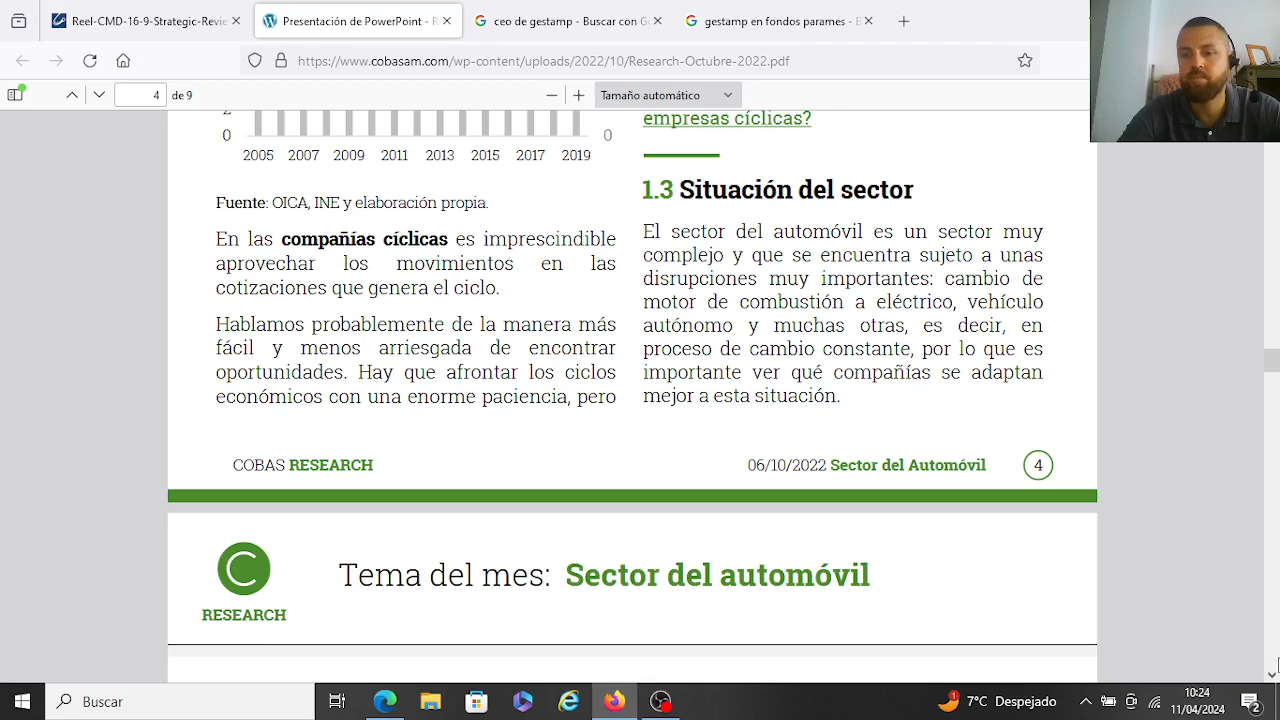 Reel-CMD-16-9-Strategic-Revie
Presentación de PowerPoint - R
ceo de gestamp - Buscar con G
gestamp en fondos parames - B
https://www.cobasam.com/wp-content/uploads/2022/10/Research-Octubre-2022.pdf
4 de 9
Tamaño automático
0
0
2005 2007 2009 2011 2013 2015 2017 2019
Fuente: OICA, INE y elaboración propia.
En las compañías cíclicas es imprescindible
aprovechar los movimientos en las
cotizaciones que genera el ciclo.
Hablamos probablemente de la manera más
fácil y menos arriesgada de encontrar
oportunidades. Hay que afrontar los ciclos
económicos con una enorme paciencia, pero
empresas cíclicas?
1.3 Situación del sector
El sector del automóvil es un sector muy
complejo y que se encuentra sujeto a unas
disrupciones muy importantes: cambio de
motor de combustión a eléctrico, vehículo
autónomo y muchas otras, es decir, en
proceso de cambio constante, por lo que es
importante ver qué compañías se adaptan
mejor a esta situación.
COBAS RESEARCH
06/10/2022 Sector del Automóvil
4
RESEARCH
Tema del mes: Sector del automóvil
Buscar
1
7°C Despejado
10:24
11/04/2024
2